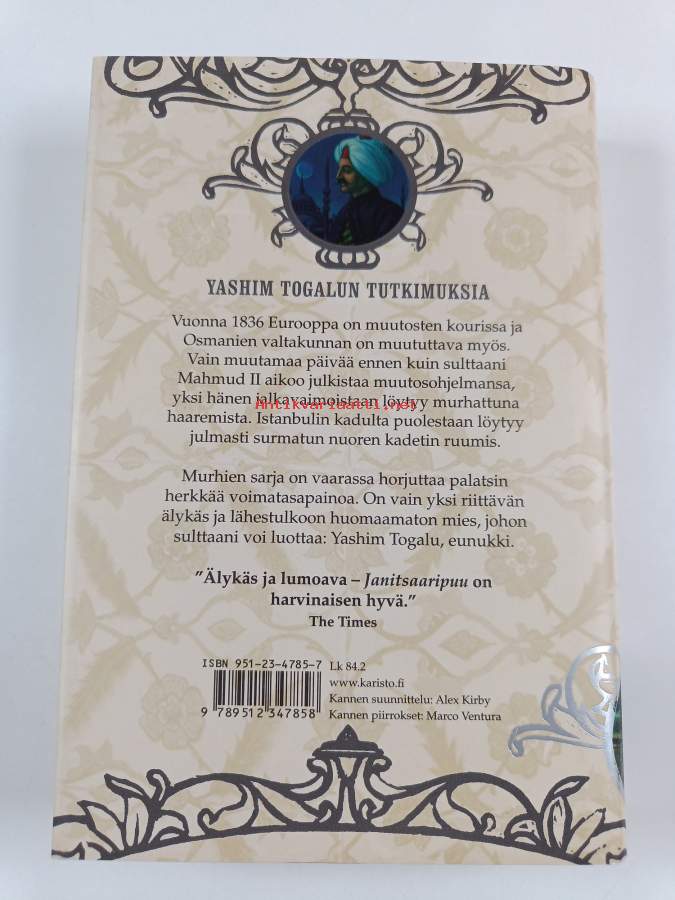 YASHIM TOGALUN TUTKIMUKSIA
Vuonna 1836 Eurooppa on muutosten kourissa ja
Osmanien valtakunnan on muututtava myös.
Vain muutamaa päivää ennen kuin sulttaani
Mahmud II aikoo julkistaa muutosohjelmansa,
yksi hänen jalkavaimoistaan löytyy murhattuna
Antikvariaatti.net
haaremista. Istanbulin kadulta puolestaan löytyy
julmasti surmatun nuoren kadetin ruumis.
Murhien sarja on vaarassa horjuttaa palatsin
herkkää voimatasapainoa. On vain yksi riittävän
älykäs ja lähestulkoon huomaamaton mies, johon
sulttaani voi luottaa: Yashim Togalu, eunukki.
”Älykäs ja lumoava – Janitsaaripuu on
harvinaisen hyvä.”
The Times
ISBN 951-23-4785-7
9 789512 347858
Lk 84.2
www.karisto.fi
Kannen suunnittelu: Alex Kirby
Kannen piirrokset: Marco Ventura